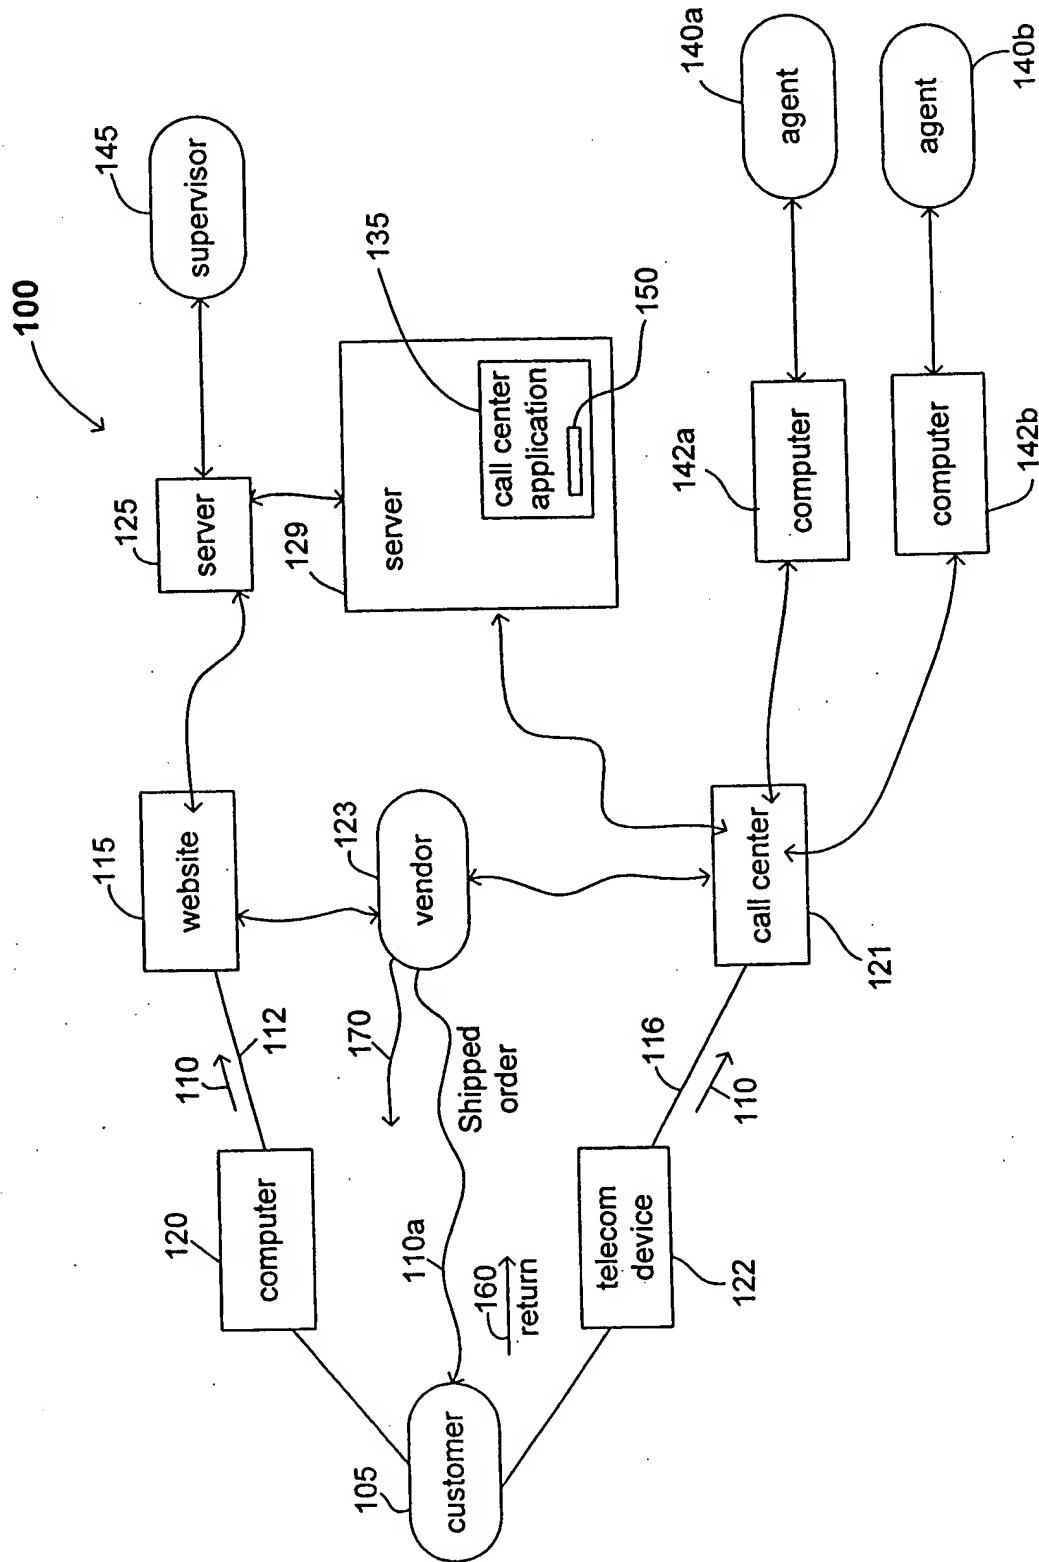 100
145
supervisor
125
server
115
website
110
112
120
computer
129
server
135
call center
application
150
123
vendor
170
Shipped
order
110a
160
return
105
customer
140a
agent
142a
computer
140b
agent
142b
computer
call center
121
116
110
telecom
device
122